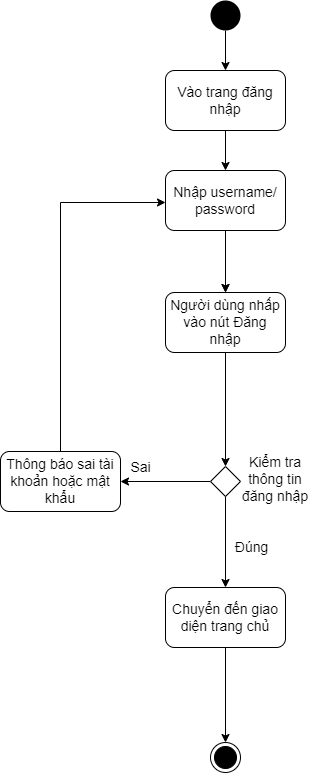 Vào trang đăng
nhập
Nhập username/
password
Người dùng nhấp
vào nút Đăng
nhập
Kiểm tra
thông tin
đăng nhập
Sai
Thông báo sai tài
khoản hoặc mật
khẩu
Đúng
Chuyển đến giao
diện trang chủ